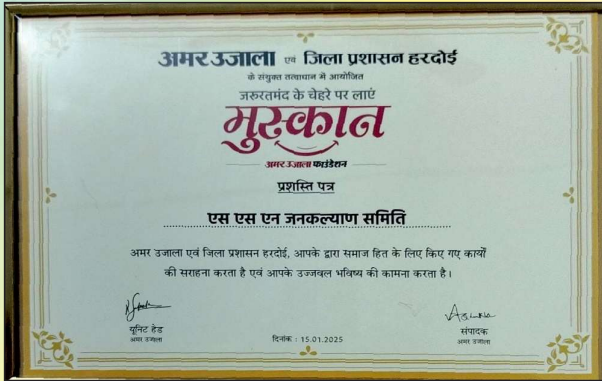 अमर उजाला एवं जिला प्रशासन हरदोई
के संयुक्त तत्वाधान में आयोजित
जरूरतमंद के चेहरे पर लाएं
मुस्कान
अमर उजाला फाउंडेशन
प्रशस्ति पत्र
एस एस एन जनकल्याण समिति
अमर उजाला एवं जिला प्रशासन हरदोई, आपके द्वारा समाज हित के लिए किए गए कार्यों
की सराहना करता है एवं आपके उज्जवल भविष्य की कामना करता है।
यूनिट हेड
अमर उजाला
दिनांक : 15.01.2025
संपादक
अमर उजाला